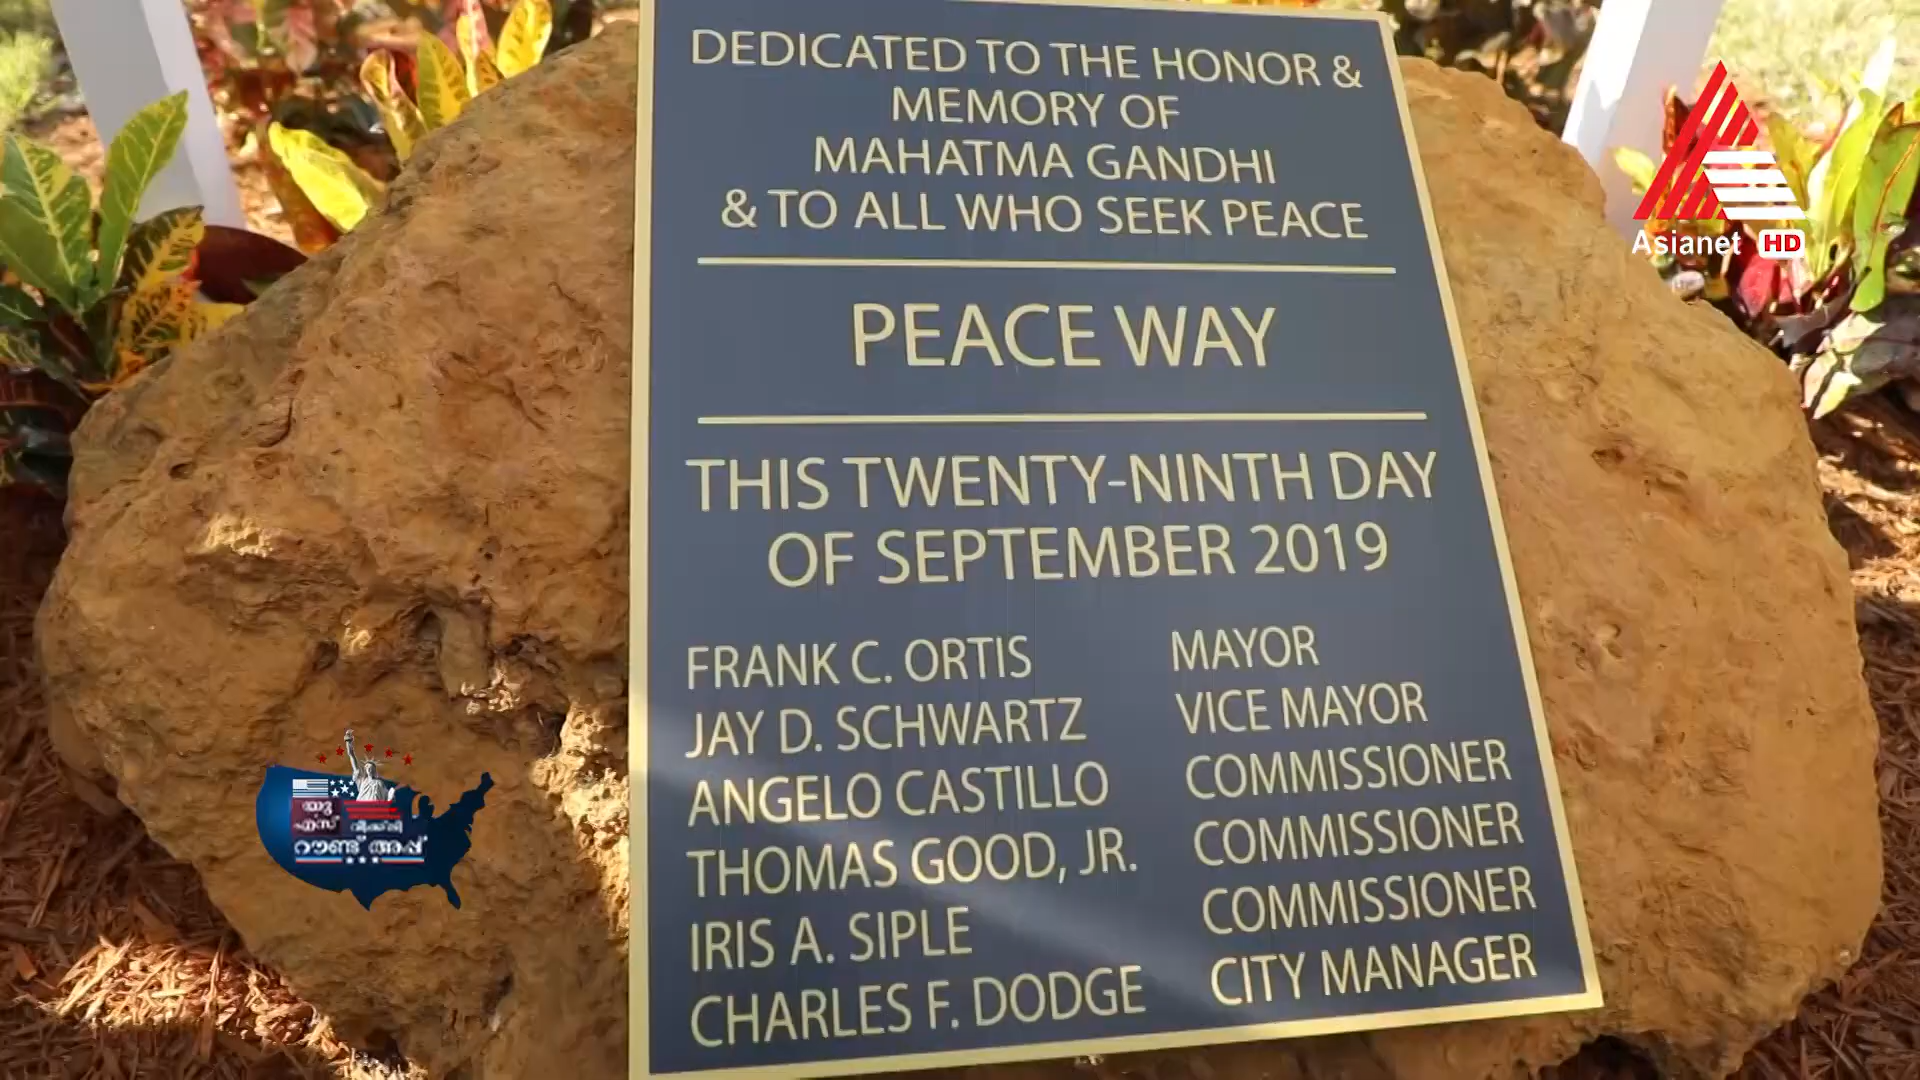 DEDICATED TO THE HONOR &
MEMORY OF
MAHATMA GANDHI
& TO ALL WHO SEEK PEACE
PEACE WAY
THIS TWENTY-NINTH DAY
OF SEPTEMBER 2019
FRANK C. ORTIS MAYOR
JAY D. SCHWARTZ VICE MAYOR
ANGELO CASTILLO COMMISSIONER
THOMAS GOOD, JR. COMMISSIONER
IRIS A. SIPLE COMMISSIONER
CHARLES F. DODGE CITY MANAGER
Asianet HD
യു
എസ് വീക്ക്‌ലി
റൗണ്ട് അപ്പ്